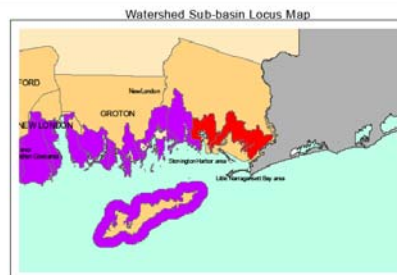 Watershed Sub-basin Locus Map
New London
FORD
GROTON
NEW LONDON
Stonington Harbor area
Little Narragansett Bay area